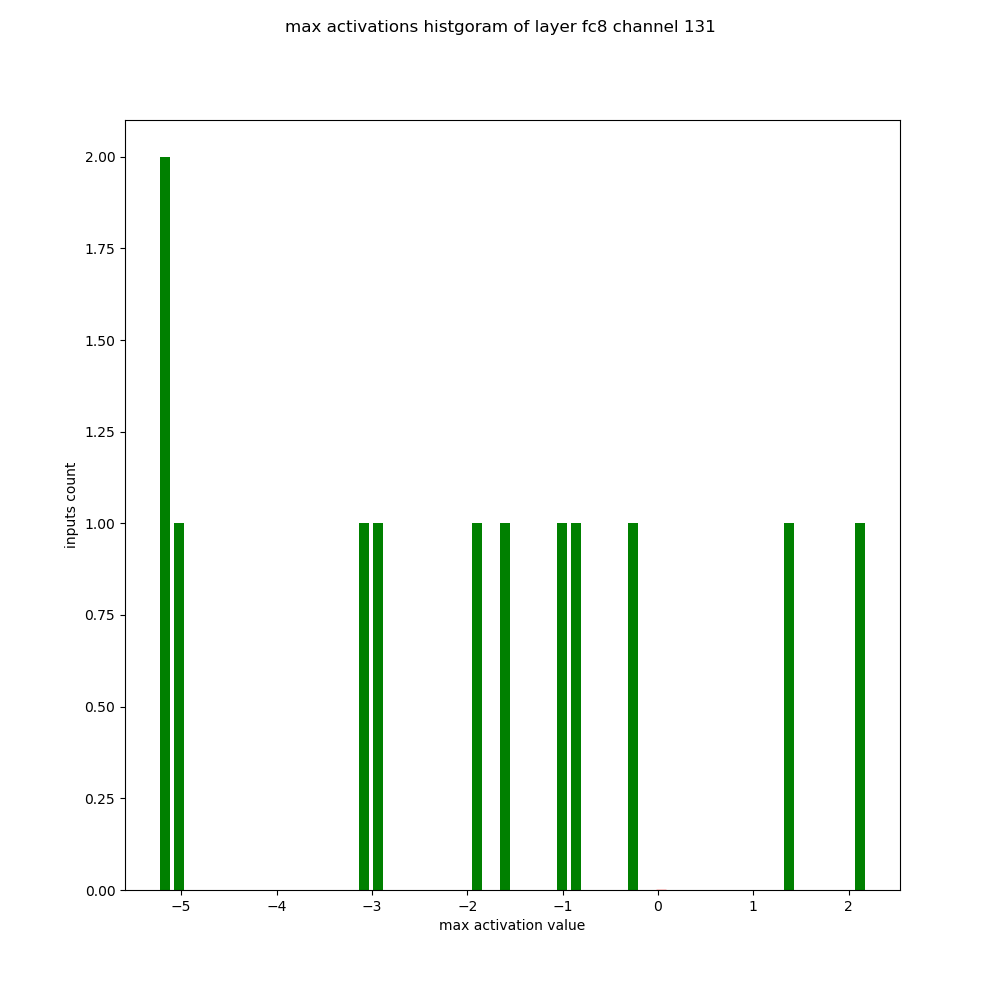 max activations histgoram of layer fc8 channel 131
2.00
1.75
1.50
1.25
1.00
0.75
0.50
0.25
0.00
inputs count
−5 −4 −3 −2 −1 0 1 2
max activation value